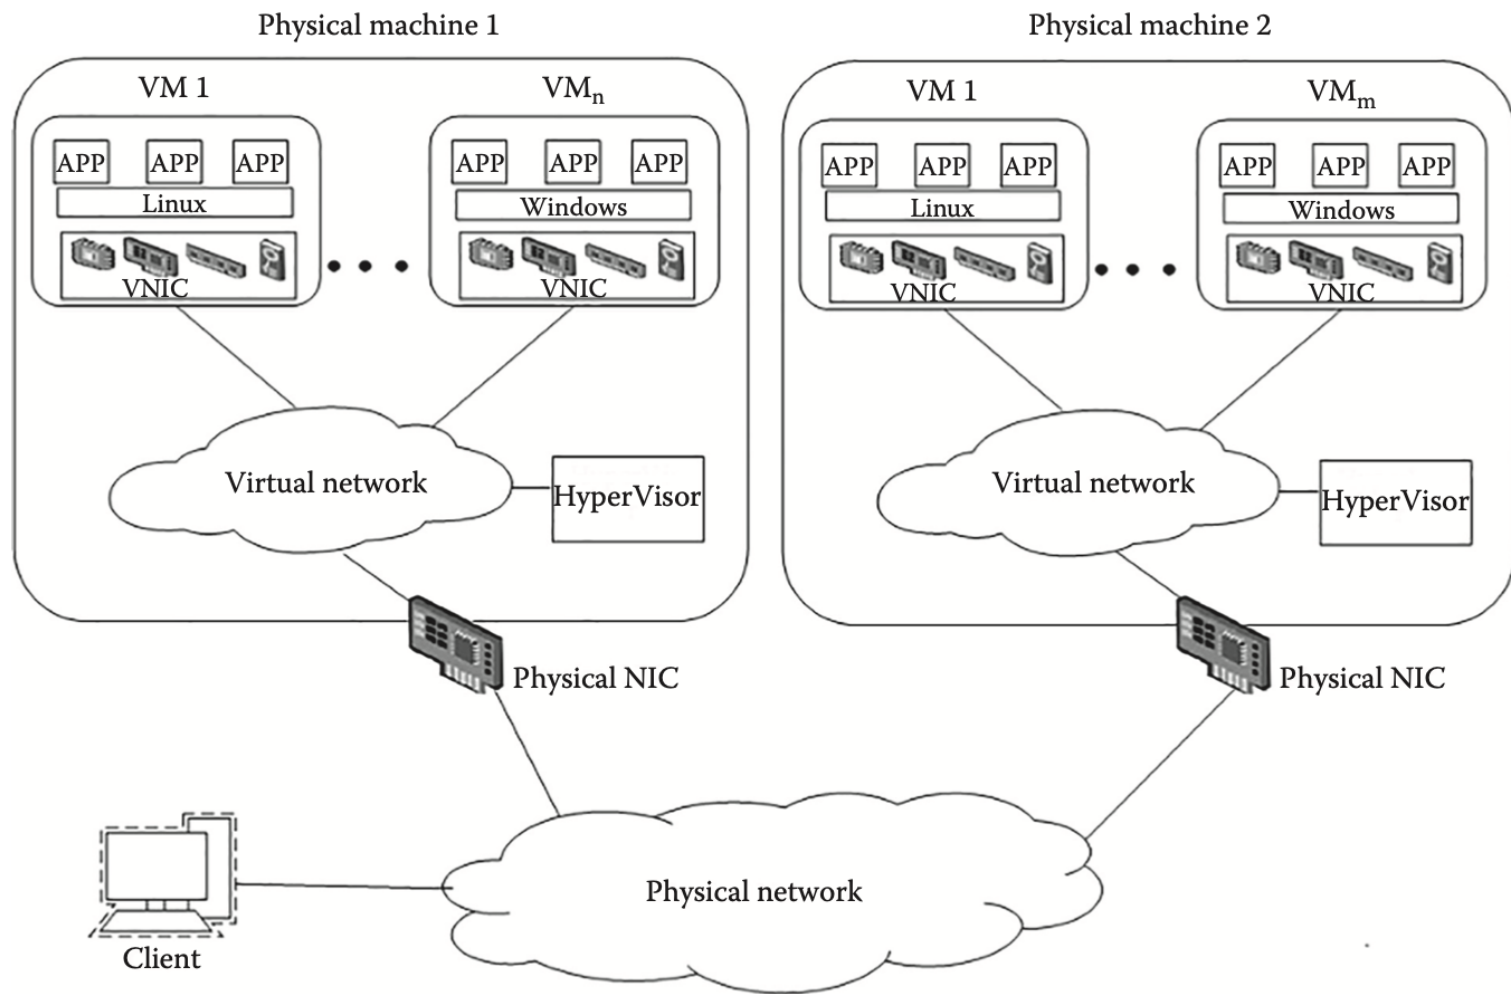 Physical machine 1
Physical machine 2
VM 1
VMn
VM 1
VMm
APP APP APP
APP APP APP
APP APP APP
APP APP APP
Linux
Windows
Linux
Windows
VNIC
VNIC
VNIC
VNIC
Virtual network
HyperVisor
Virtual network
HyperVisor
Physical NIC
Physical NIC
Physical network
Client